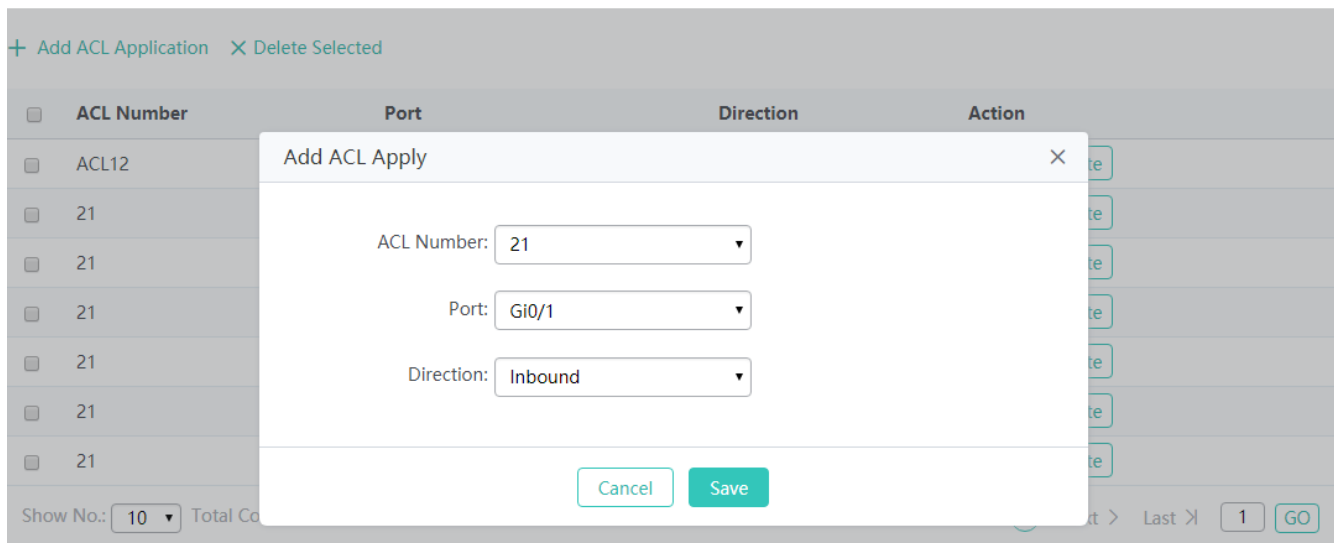 + Add ACL Application X Delete Selected
ACL Number Port Direction Action
Add ACL Apply
ACL12
21
21
21
21
21
21
ACL Number: 21
Port: Gi0/1
Direction: Inbound
Cancel Save
Show No.: 10 Total Last 1 GO